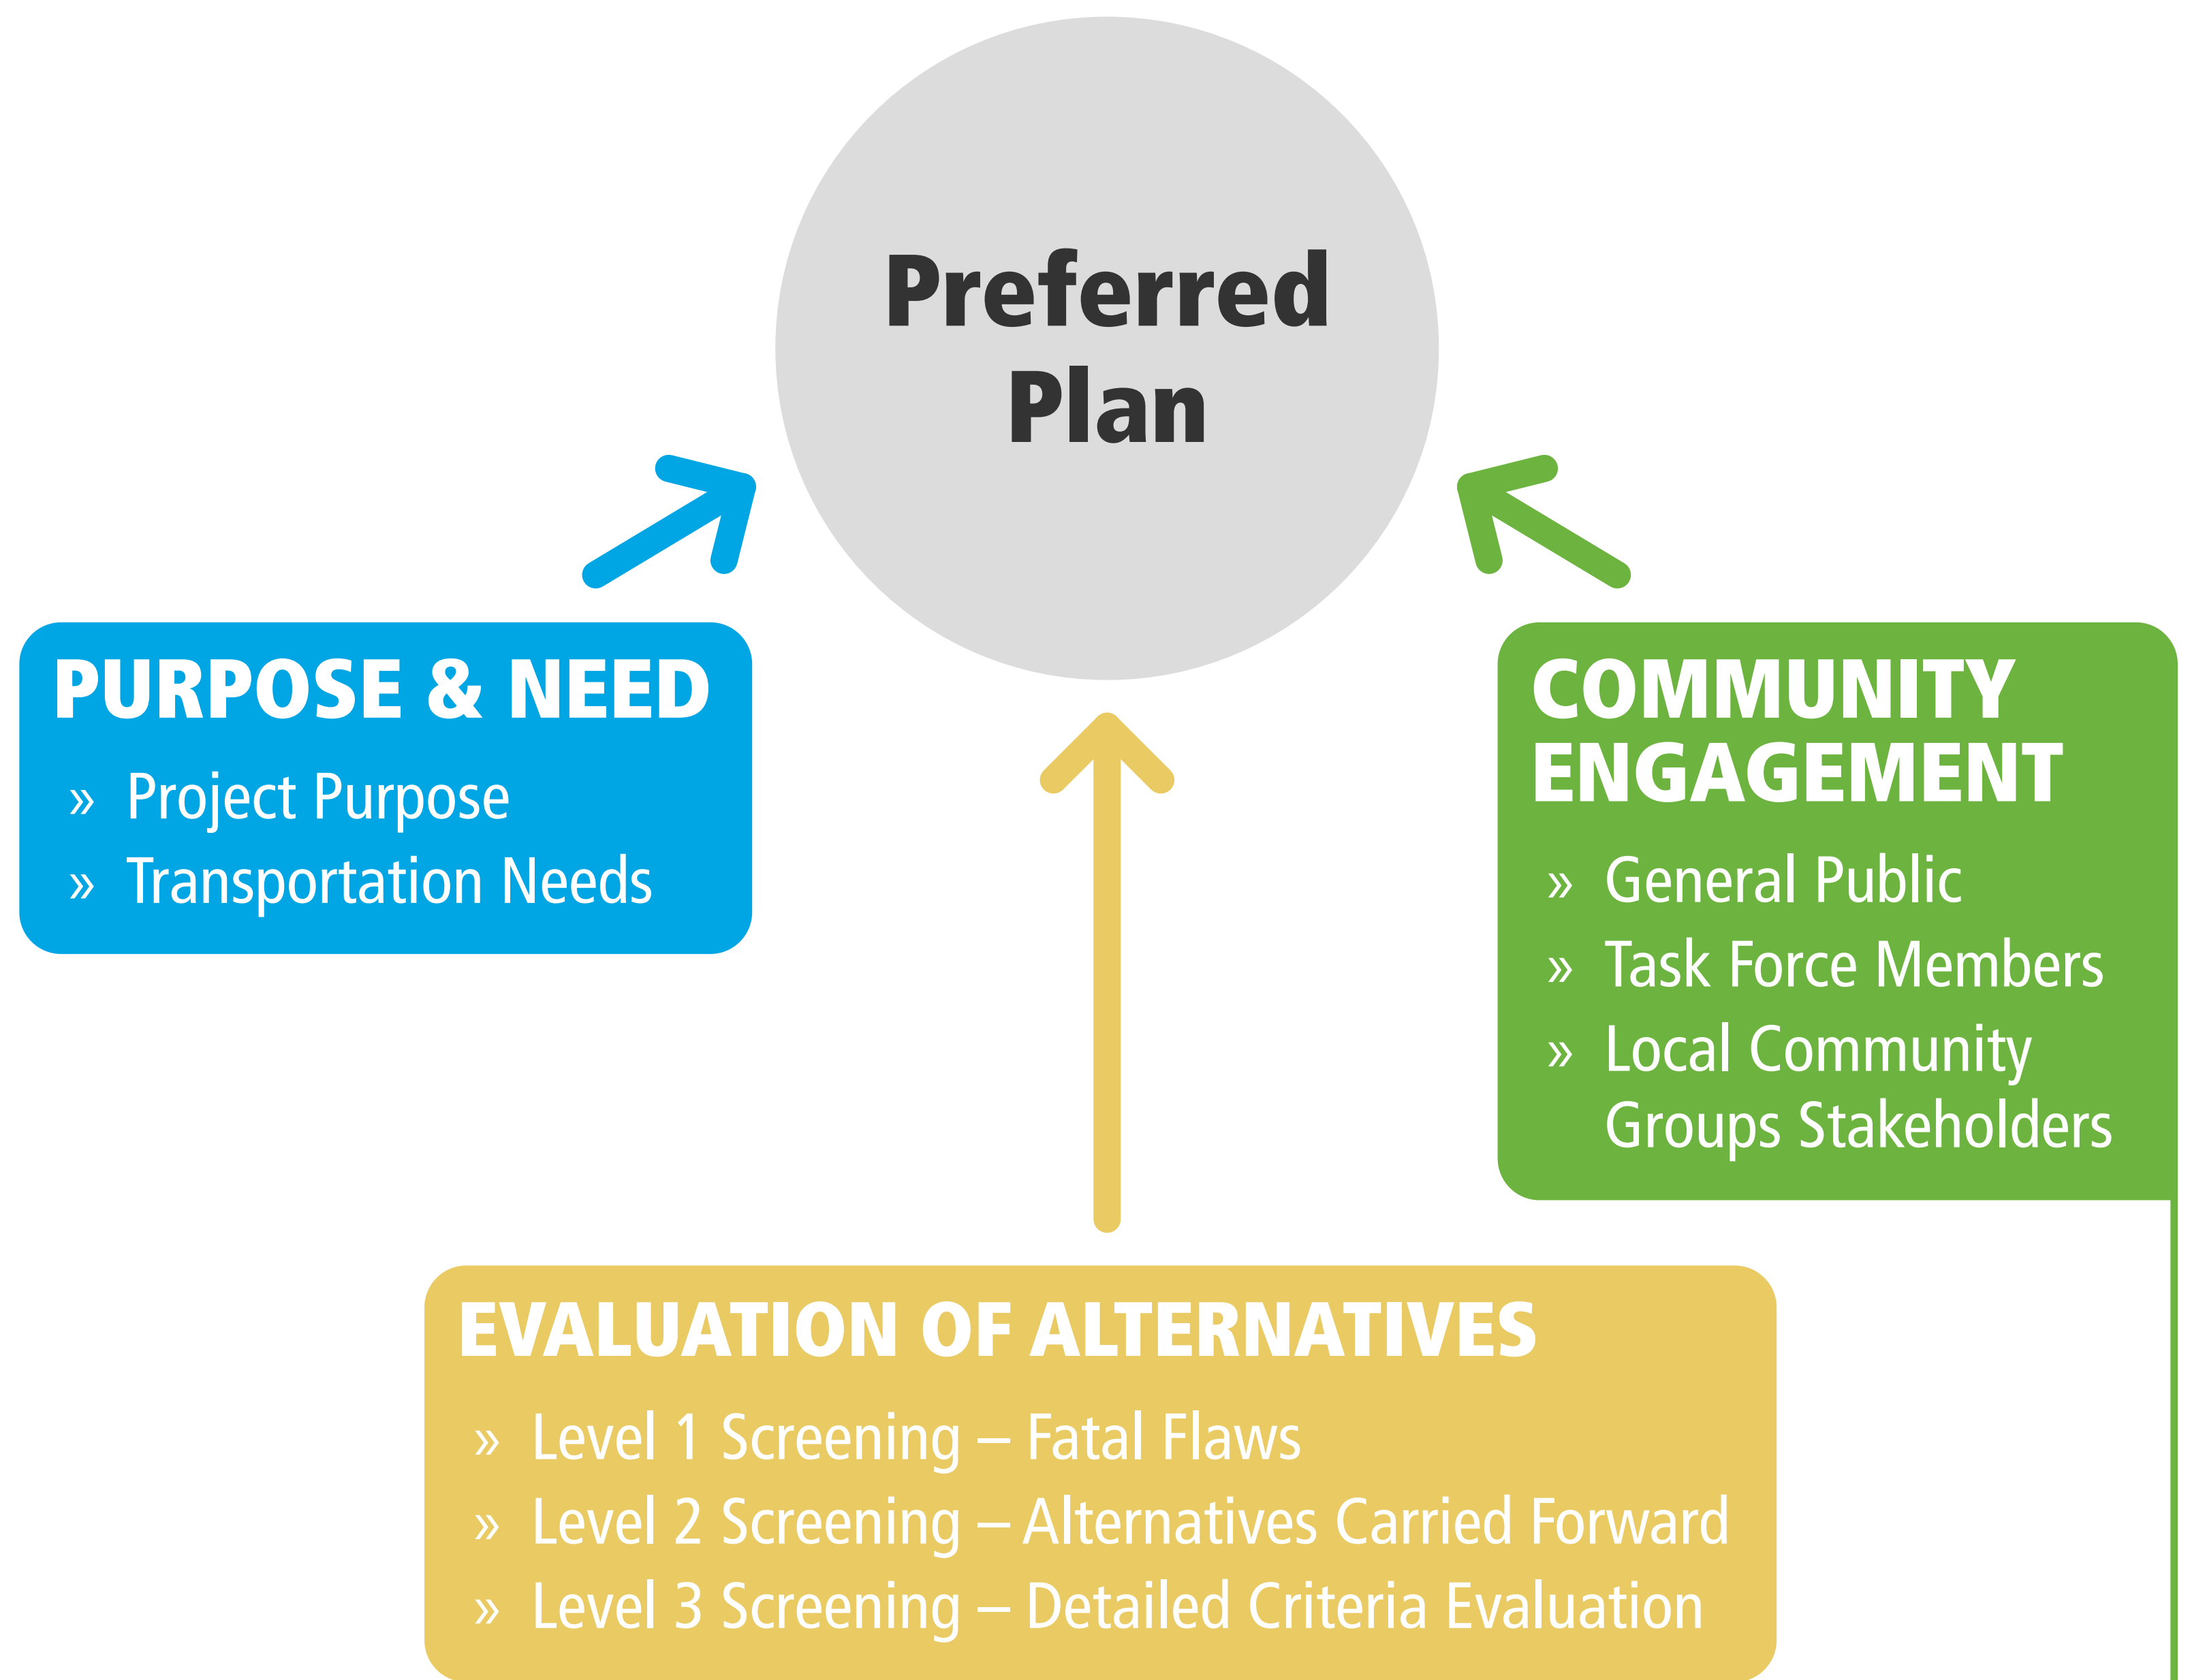 Preferred
Plan
PURPOSE & NEED
» Project Purpose
» Transportation Needs
COMMUNITY
ENGAGEMENT
» General Public
» Task Force Members
» Local Community
Groups Stakeholders
EVALUATION OF ALTERNATIVES
» Level 1 Screening — Fatal Flaws
» Level 2 Screening — Alternatives Carried Forward
» Level 3 Screening — Detailed Criteria Evaluation